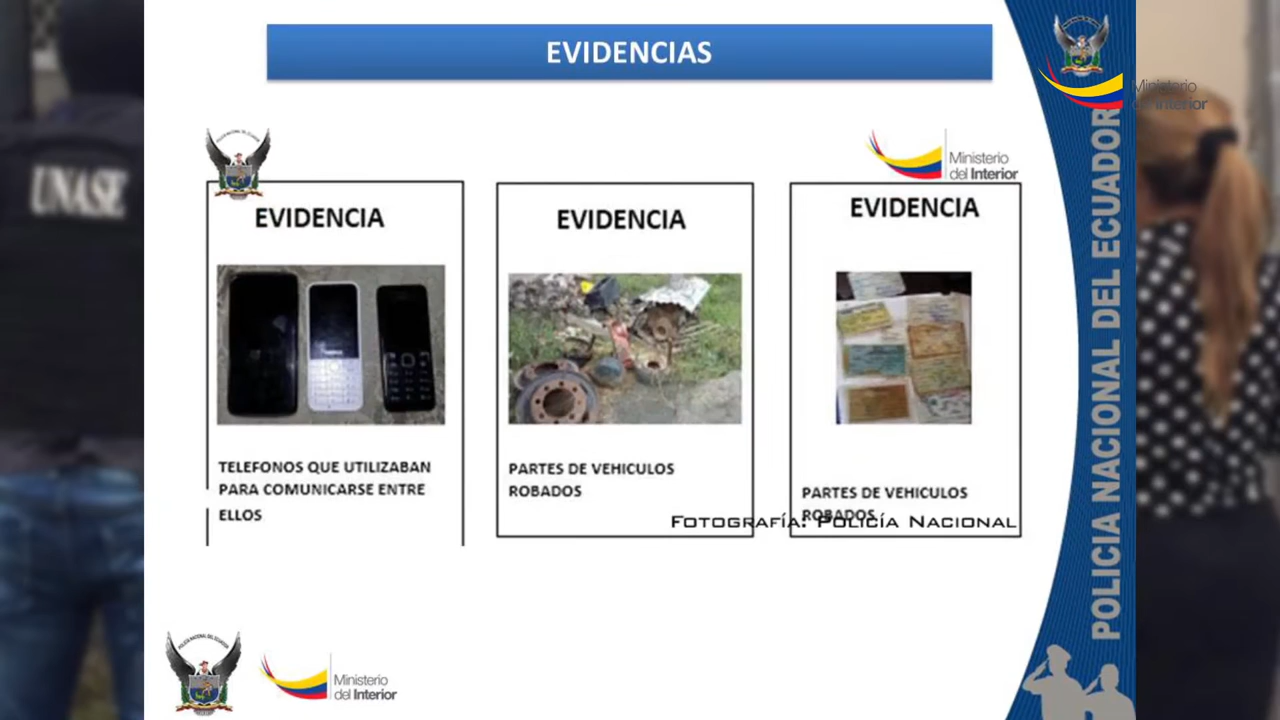 EVIDENCIAS
Ministerio
del Interior
UNASE
POLICIA NACIONAL DEL ECUADOR
Ministerio
del Interior
EVIDENCIA
TELEFONOS QUE UTILIZABAN
PARA COMUNICARSE ENTRE
ELLOS
EVIDENCIA
PARTES DE VEHICULOS
ROBADOS
EVIDENCIA
PARTES DE VEHICULOS
ROBADOS
Fotografía: Policía Nacional
Ministerio
del Interior